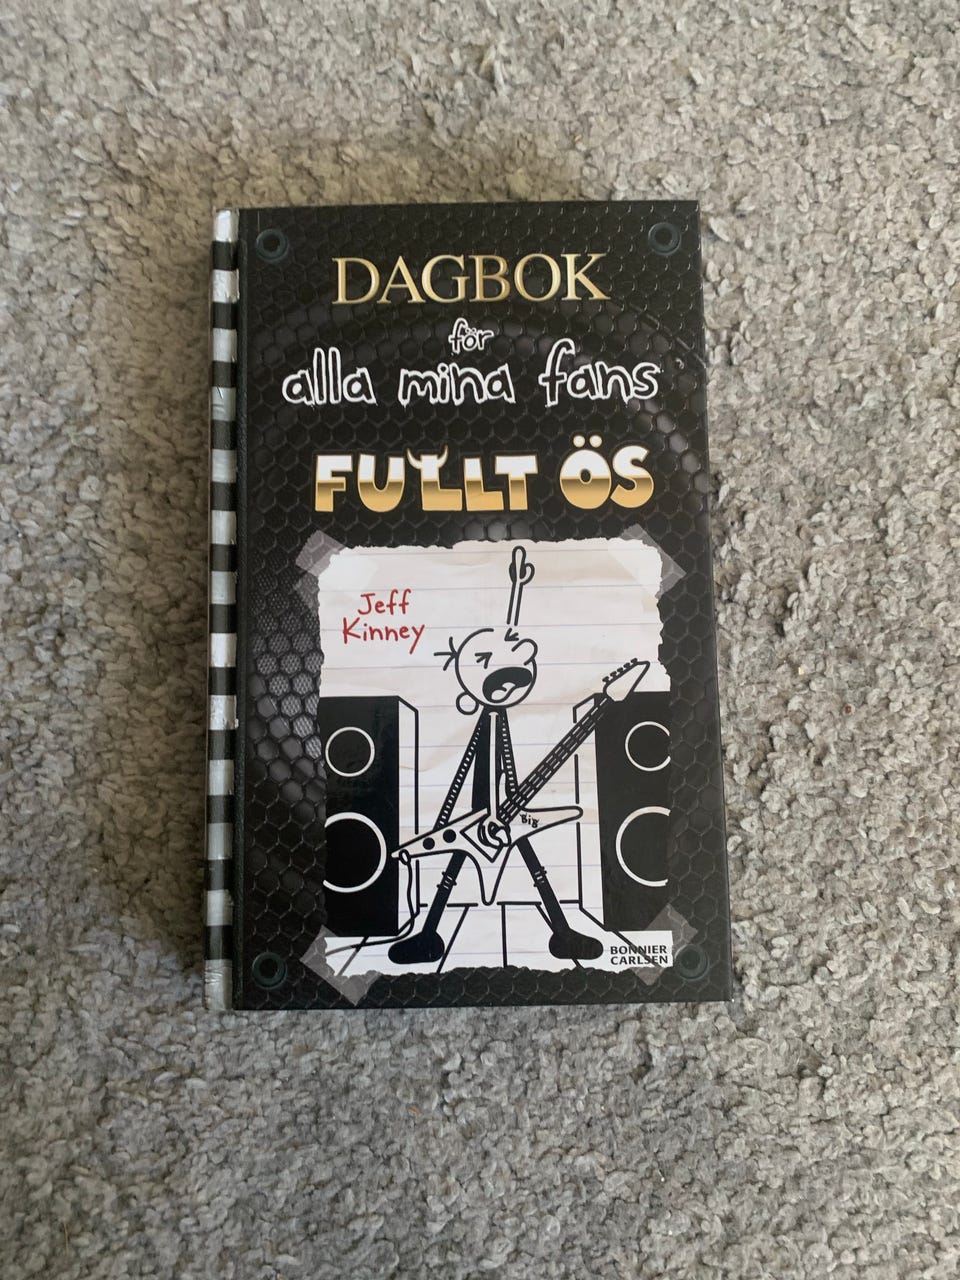 DAGBOK
för
alla mina fans
FULLT ÖS
Jeff
Kinney
BIG
BONNIER
CARLSEN